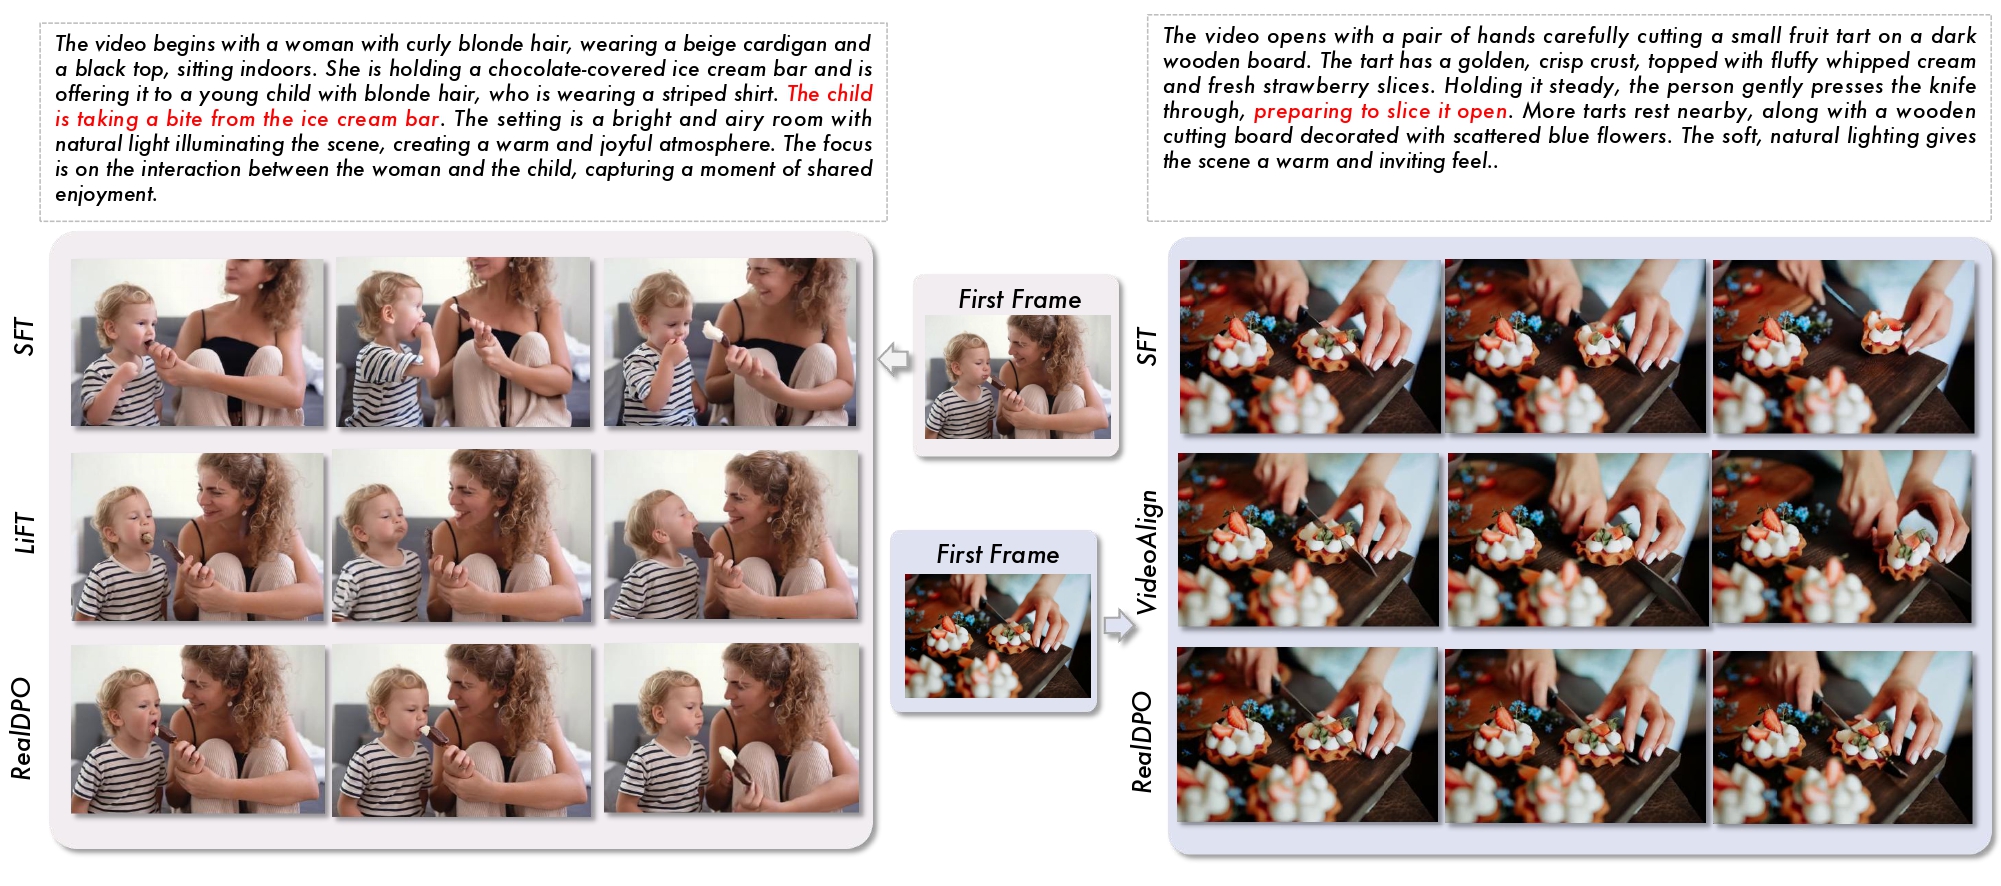 The video begins with a woman with curly blonde hair, wearing a beige cardigan and
a black top, sitting indoors. She is holding a chocolate-covered ice cream bar and is
offering it to a young child with blonde hair, who is wearing a striped shirt. The child
is taking a bite from the ice cream bar. The setting is a bright and airy room with
natural light illuminating the scene, creating a warm and joyful atmosphere. The focus
is on the interaction between the woman and the child, capturing a moment of shared
enjoyment.
The video opens with a pair of hands carefully cutting a small fruit tart on a dark
wooden board. The tart has a golden, crisp crust, topped with fluffy whipped cream
and fresh strawberry slices. Holding it steady, the person gently presses the knife
through, preparing to slice it open. More tarts rest nearby, along with a wooden
cutting board decorated with scattered blue flowers. The soft, natural lighting gives
the scene a warm and inviting feel..
SFT
LiFT
RealDPO
First Frame
First Frame
SFT
VideoAlign
RealDPO